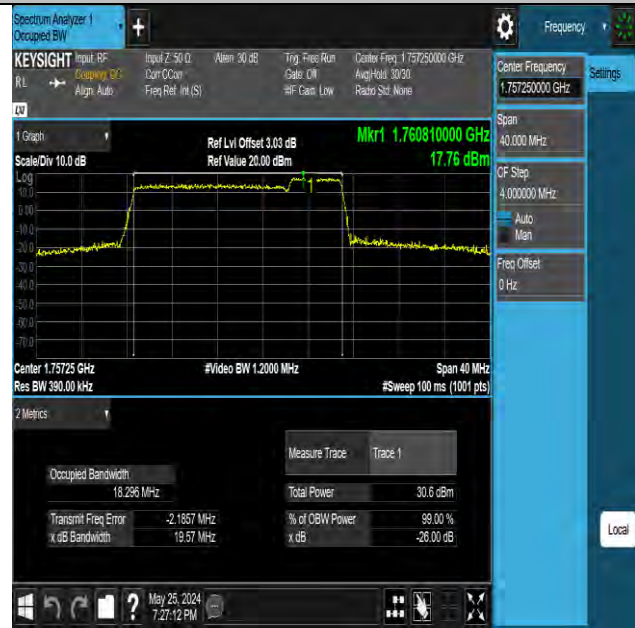 Spectrum Analyzer 1
Occupied BW
+
Frequency
KEYSIGHT
RL
Input: RF
Coupling: DC
Align: Auto
Input Z: 50 Ω
Corr CCorr
Freq Ref: Int (S)
Atten: 30 dB
Trig: Free Run
Gate: Off
#IF Gain: Low
Center Freq: 1.757250000 GHz
Avg|Hold: 30/30
Radio Std: None
LXI
Center Frequency
1.757250000 GHz
Settings
Span
40.000 MHz
CF Step
4.000000 MHz
Auto
Man
Freq Offset
0 Hz
Local
1 Graph
Scale/Div 10.0 dB
Ref Lvl Offset 3.03 dB
Ref Value 20.00 dBm
Mkr1 1.760810000 GHz
17.76 dBm
Log
10.0
0.00
-10.0
-20.0
-30.0
-40.0
-50.0
-60.0
-70.0
Center 1.75725 GHz
Res BW 390.00 kHz
#Video BW 1.2000 MHz
Span 40 MHz
#Sweep 100 ms (1001 pts)
2 Metrics
Measure Trace
Trace 1
Occupied Bandwidth
18.296 MHz
Total Power
30.6 dBm
Transmit Freq Error
-2.1857 MHz
% of OBW Power
99.00 %
x dB Bandwidth
19.57 MHz
x dB
-26.00 dB
?
May 25, 2024
7:27:12 PM